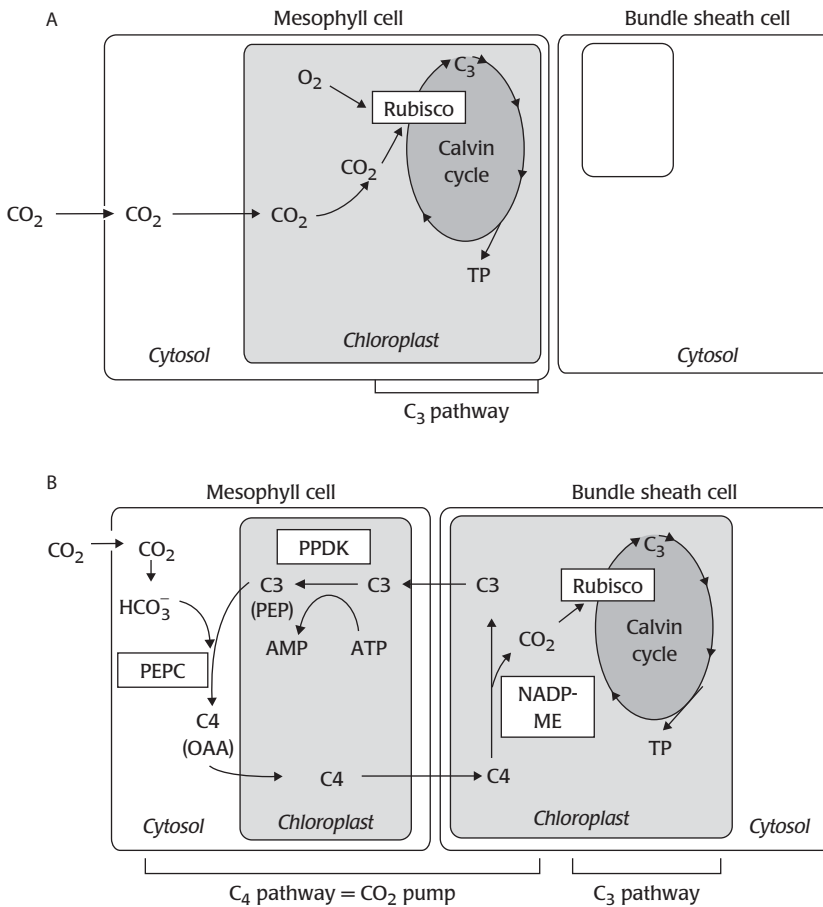 A
Mesophyll cell
Bundle sheath cell
O₂
C₃
Rubisco
Calvin
cycle
CO₂
CO₂
CO₂
CO₂
TP
Chloroplast
Cytosol
Cytosol
C₃ pathway
B
Mesophyll cell
Bundle sheath cell
CO₂
CO₂
PPDK
C₃
HCO₃⁻
C3
(PEP)
C3
C3
Rubisco
AMP
ATP
CO₂
Calvin
cycle
PEPC
NADP-
ME
C4
(OAA)
TP
C4
C4
Cytosol
Chloroplast
Chloroplast
Cytosol
C₄ pathway = CO₂ pump
C₃ pathway